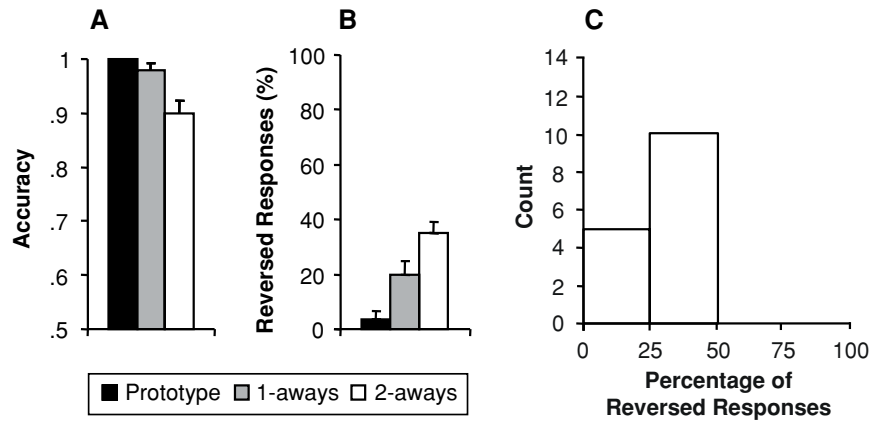 A
B
C
Accuracy
1
.9
.8
.7
.6
.5
Reversed Responses (%)
100
80
60
40
20
0
Count
14
12
10
8
6
4
2
0
0 25 50 75 100
Percentage of
Reversed Responses
Prototype 1-aways 2-aways